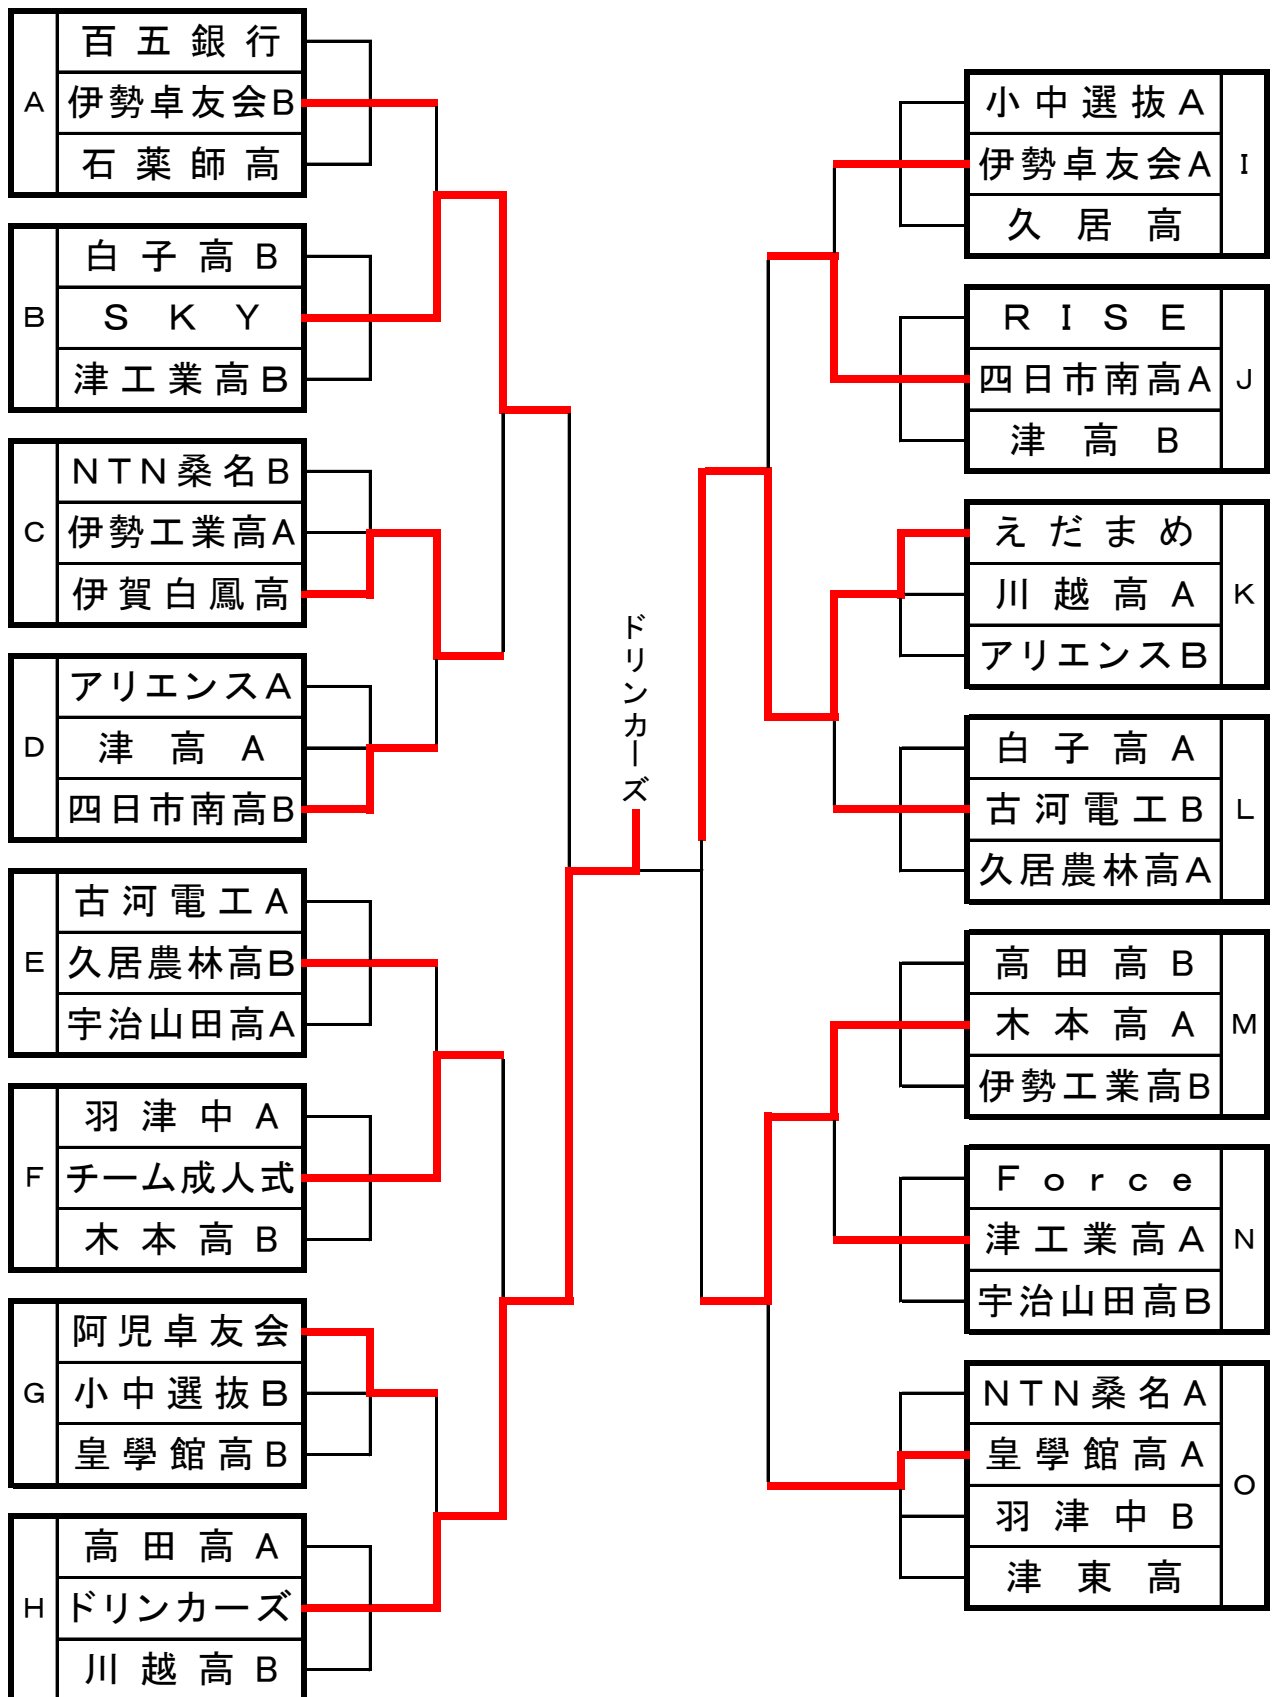 A
百五銀行
伊勢卓友会B
石薬師高
B
白子高B
SKY
津工業高B
C
NTN桑名B
伊勢工業高A
伊賀白鳳高
D
アリエンスA
津高A
四日市南高B
E
古河電工A
久居農林高B
宇治山田高A
F
羽津中A
チーム成人式
木本高B
G
阿児卓友会
小中選抜B
皇學館高B
H
高田高A
ドリンカーズ
川越高B
ドリンカーズ
小中選抜A
伊勢卓友会A
久居高
I
RISE
四日市南高A
津高B
J
えだまめ
川越高A
アリエンスB
K
白子高A
古河電工B
久居農林高A
L
高田高B
木本高A
伊勢工業高B
M
Force
津工業高A
宇治山田高B
N
NTN桑名A
皇學館高A
羽津中B
津東高
O